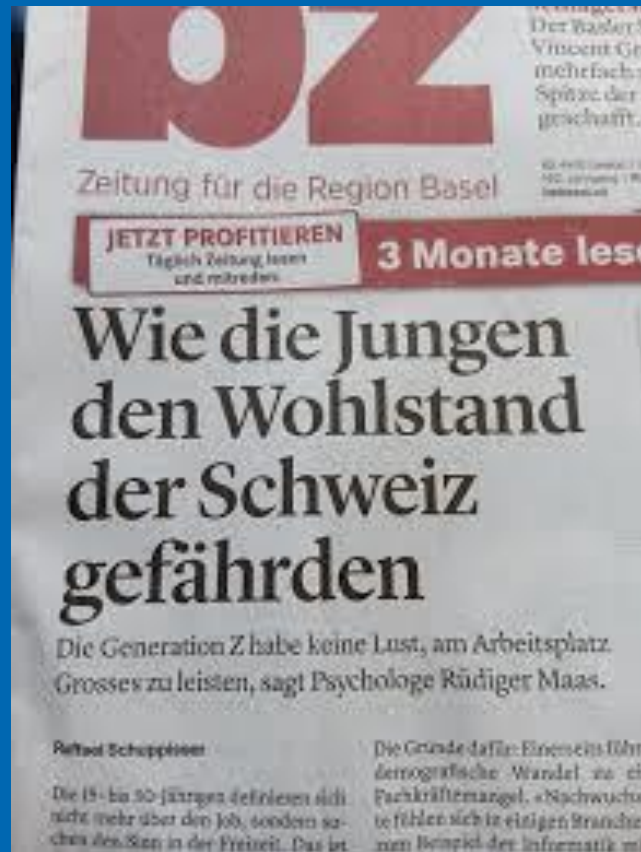 bz
Der Basler
Vincent
mehrfach
Spitze der
geschafft.
Zeitung für die Region Basel
JETZT PROFITIEREN
Täglich Zeitung lesen
und mitreden
3 Monate lese
Wie die Jungen
den Wohlstand
der Schweiz
gefährden
Die Generation Z habe keine Lust, am Arbeitsplatz
Grosses zu leisten, sagt Psychologe Rüdiger Maas.
Raffael Schuppisser
Die 15- bis 30-Jährigen definieren sich
nicht mehr über den Job, sondern su-
chen den Sinn in der Freizeit. Das ist
Die Gründe dafür: Einerseits führ
demografische Wandel zu ei
Fachkräftemangel. «Nachwuchs
te fühlen sich in einigen Branche
zum Beispiel der Informatik